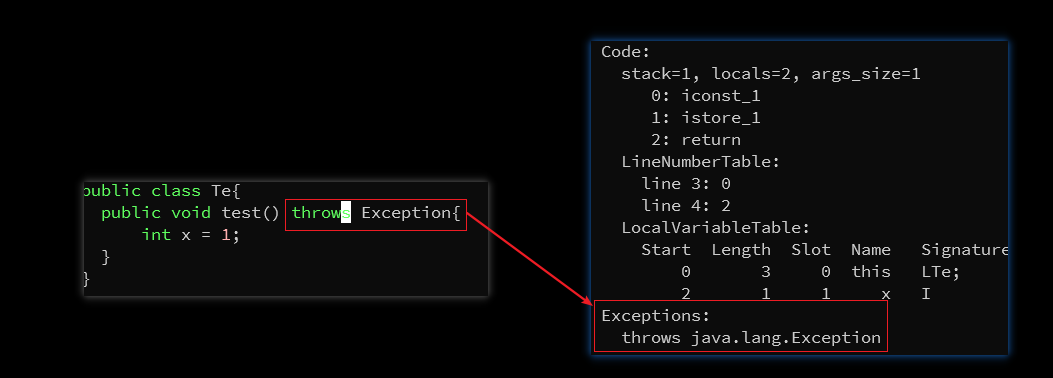 public class Te{
public void test() throws Exception{
int x = 1;
}
}
Code:
stack=1, locals=2, args_size=1
0: iconst_1
1: istore_1
2: return
LineNumberTable:
line 3: 0
line 4: 2
LocalVariableTable:
Start Length Slot Name Signature
0 3 0 this LTe;
2 1 1 x I
Exceptions:
throws java.lang.Exception